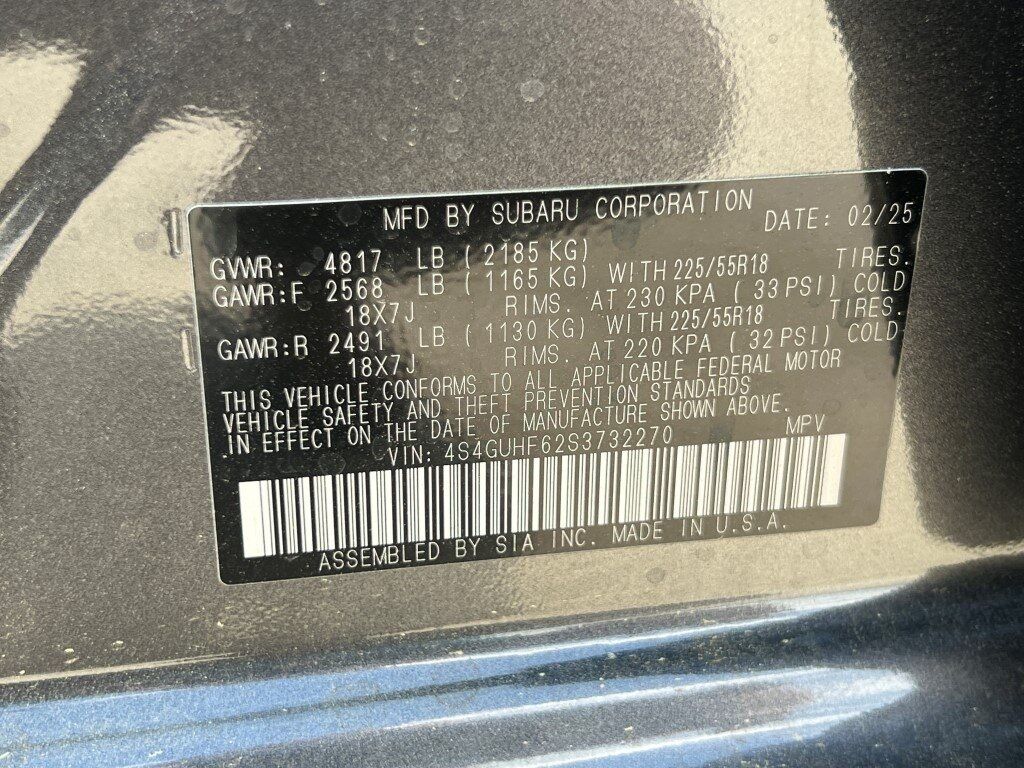 MFD BY SUBARU CORPORATION DATE: 02/25
GVWR: 4817 LB (2185 KG)
GAWR:F 2568 LB (1165 KG) WITH 225/55R18 TIRES.
18X7J RIMS. AT 230 KPA (33 PSI) COLD
GAWR:R 2491 LB (1130 KG) WITH 225/55R18 TIRES.
18X7J RIMS. AT 220 KPA (32 PSI) COLD
THIS VEHICLE CONFORMS TO ALL APPLICABLE FEDERAL MOTOR
VEHICLE SAFETY AND THEFT PREVENTION STANDARDS
IN EFFECT ON THE DATE OF MANUFACTURE SHOWN ABOVE.
VIN: 4S4GUHF62S3732270 MPV
ASSEMBLED BY SIA INC. MADE IN U.S.A.